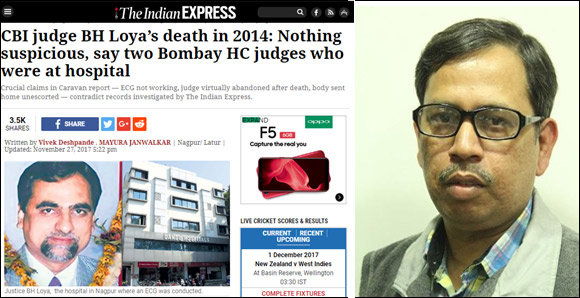 The Indian EXPRESS
CBI judge BH Loya's death in 2014: Nothing
suspicious, say two Bombay HC judges who
were at hospital
Crucial claims in Caravan report — ECG not working, judge virtually abandoned after death, body sent
home unescorted — contradict records investigated by The Indian Express.
3.5K
SHARES
SHARE
G+
Written by Vivek Deshpande , MAYURA JANWALKAR | Nagpur/ Latur |
Updated: November 27, 2017 5:22 pm
Justice BH Loya, the hospital in Nagpur where an ECG was conducted.
EXPAND
oppo
F5 6GB
Capture the real you
LIVE CRICKET SCORES & RESULTS
CURRENT | RECENT |
UPCOMING
1 December 2017
New Zealand v West Indies
At Basin Reserve, Wellington
03:30 IST
COMPLETE FIXTURES